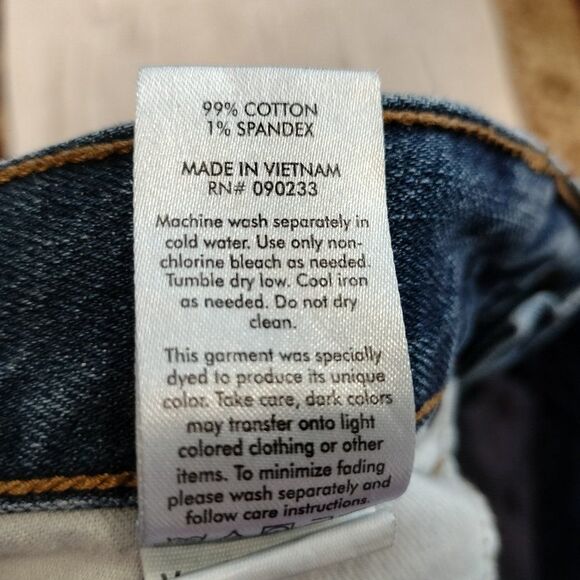 99% COTTON
1% SPANDEX
MADE IN VIETNAM
RN# 090233
Machine wash separately in
cold water. Use only non-
chlorine bleach as needed.
Tumble dry low. Cool iron
as needed. Do not dry
clean.
This garment was specially
dyed to produce its unique
color. Take care, dark colors
may transfer onto light
colored clothing or other
items. To minimize fading
please wash separately and
follow care instructions.